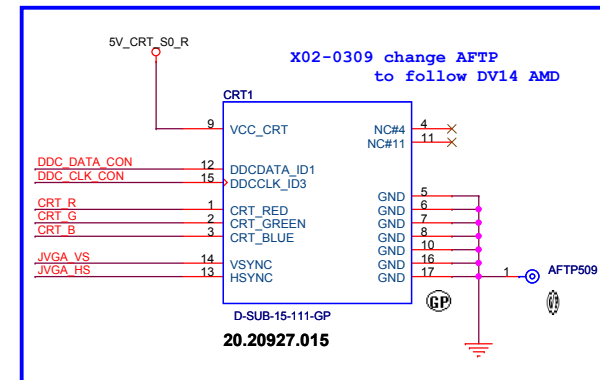 5V_CRT_S0_R
X02-0309 change AFTP
to follow DV14 AMD
CRT1
9 VCC_CRT NC#4 4
NC#11 11
DDC_DATA_CON 12 DDCDATA_ID1
DDC_CLK_CON 15 DDCCLK_ID3
GND 5
CRT_R 1 CRT_RED GND 6
CRT_G 2 CRT_GREEN GND 7
CRT_B 3 CRT_BLUE GND 8
GND 10
JVGA_VS 14 VSYNC GND 16
JVGA_HS 13 HSYNC GND 17 1 AFTP509
GP
D-SUB-15-111-GP
20.20927.015